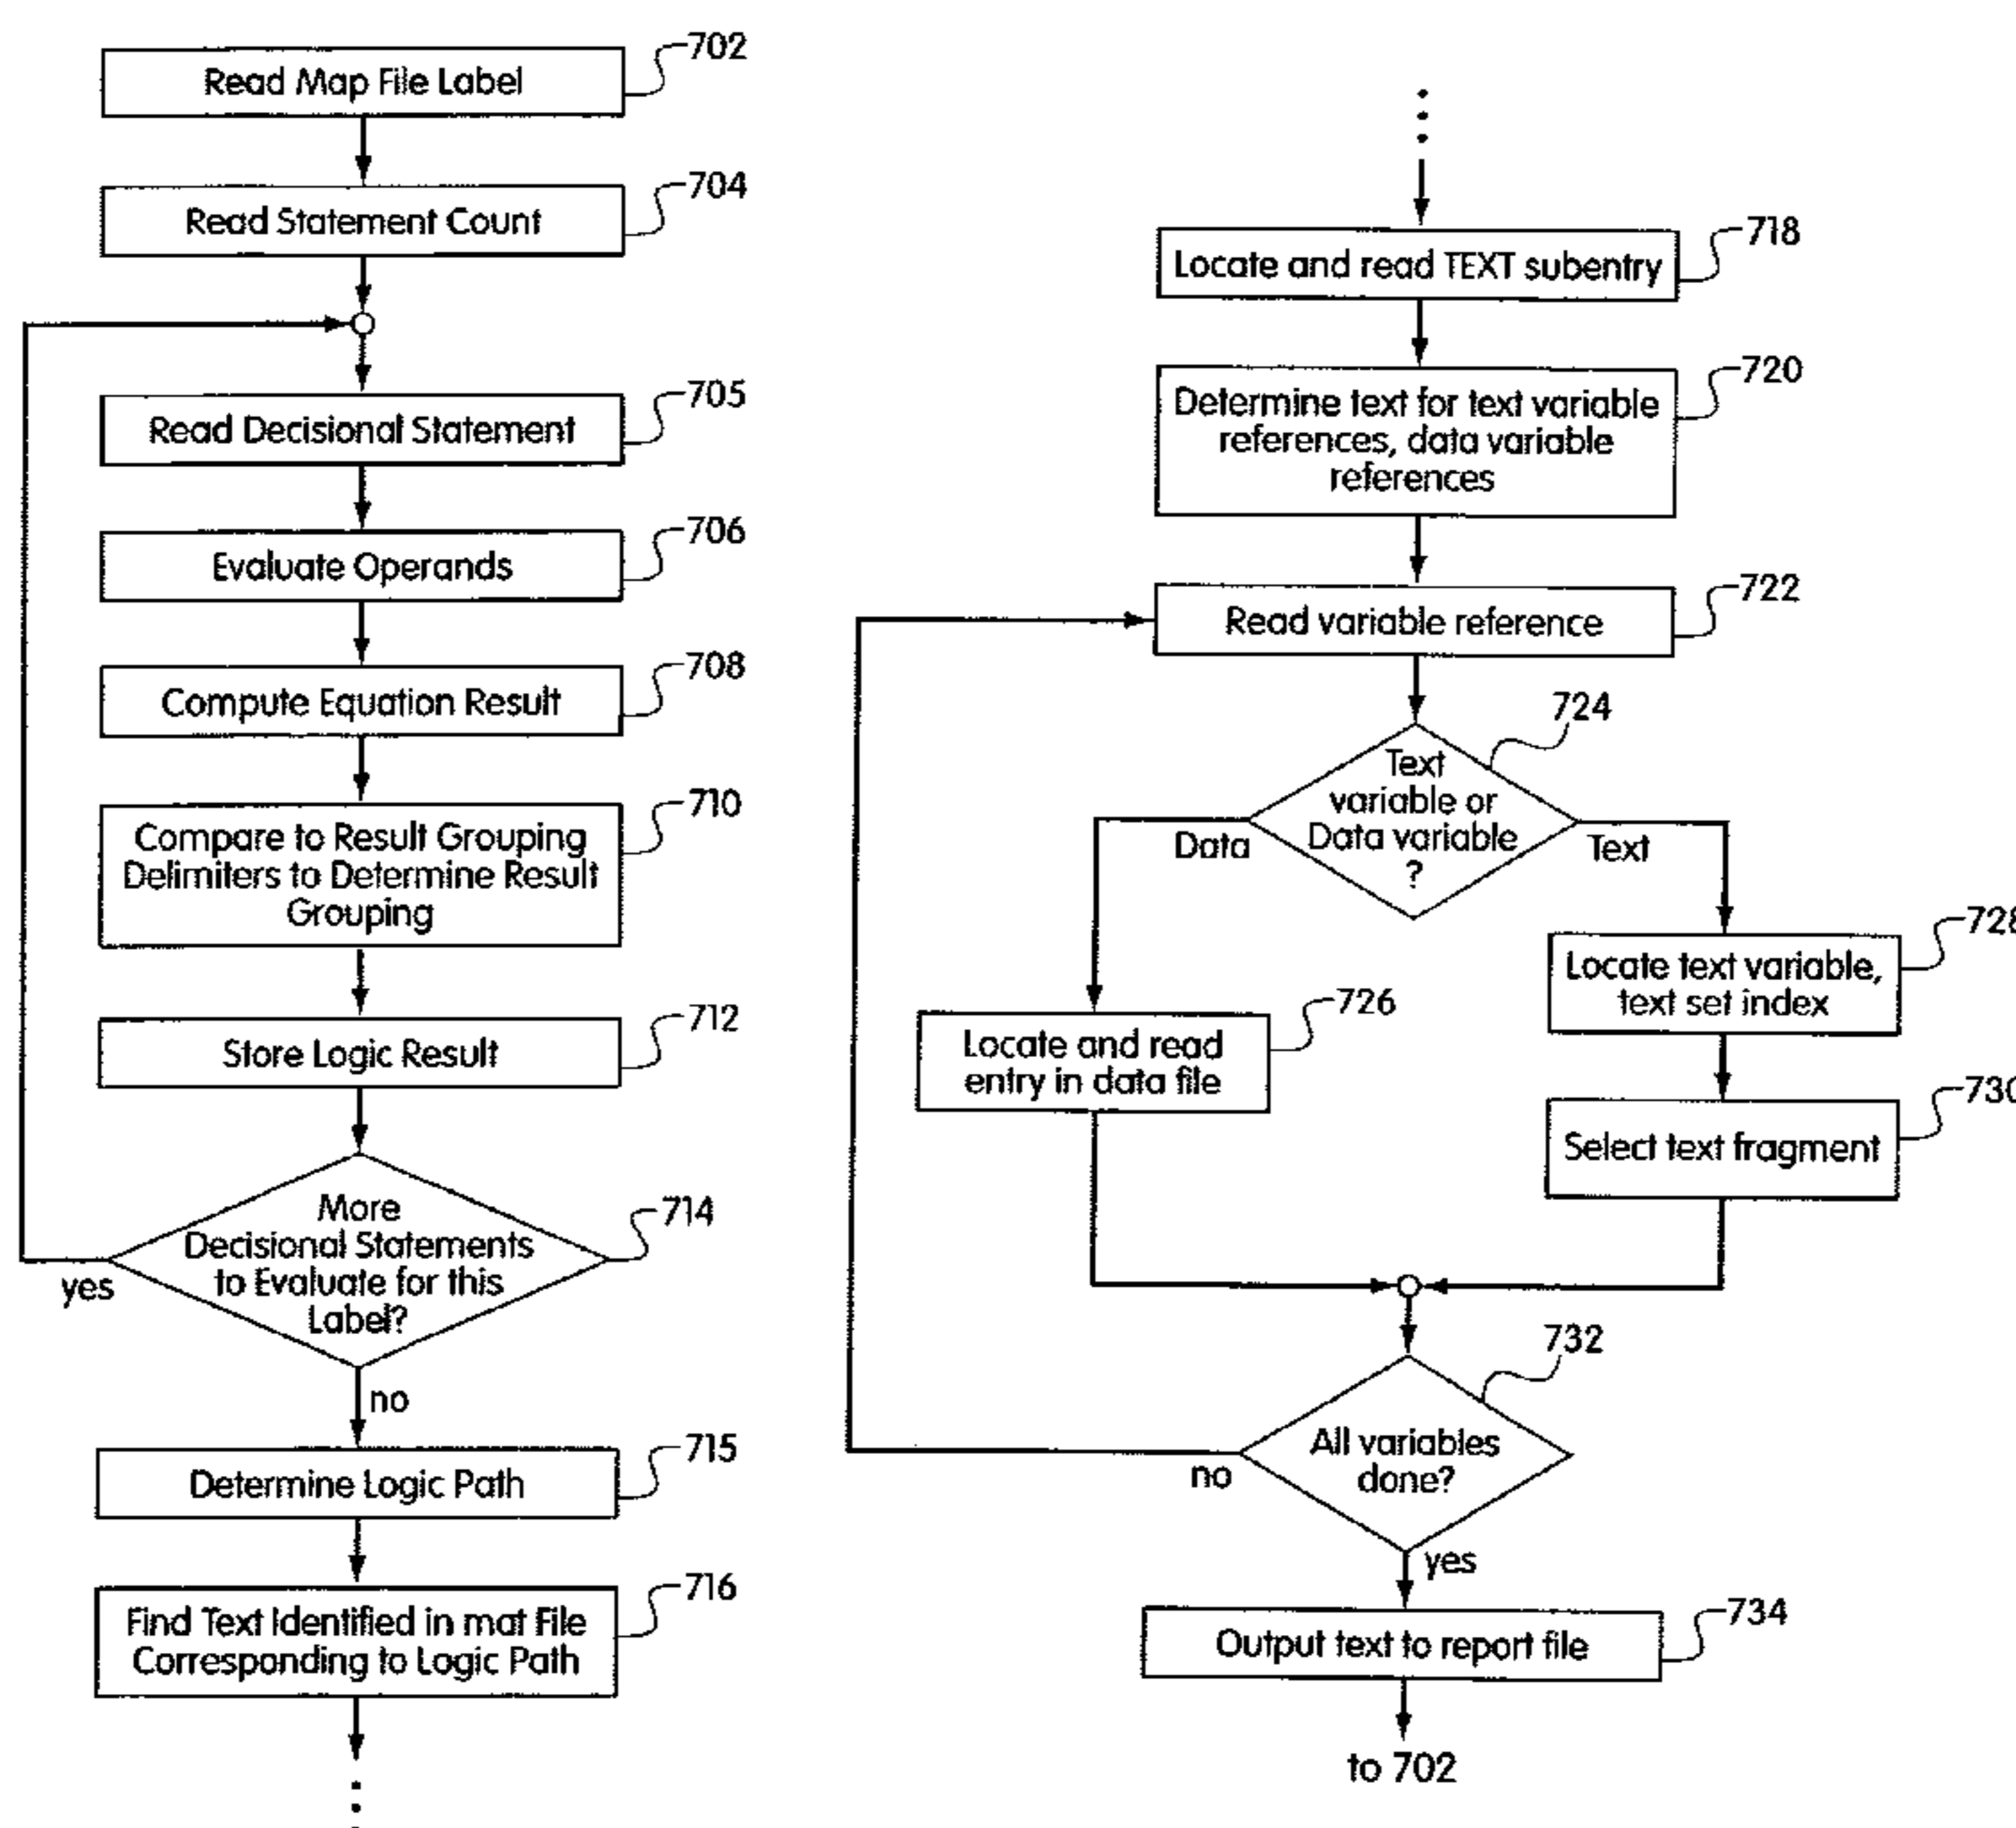 702
Read Map File Label
704
Read Statement Count
705
Read Decisional Statement
706
Evaluate Operands
708
Compute Equation Result
710
Compare to Result Grouping
Delimiters to Determine Result
Grouping
712
Store Logic Result
714
More
Decisional Statements
to Evaluate for this
Label?
yes
no
715
Determine Logic Path
716
Find Text Identified in mat File
Corresponding to Logic Path
718
Locate and read TEXT subentry
720
Determine text for text variable
references, data variable
references
722
Read variable reference
724
Text
variable or
Data variable
?
Data
Text
726
Locate and read
entry in data file
728
Locate text variable,
text set index
730
Select text fragment
732
All variables
done?
no
yes
734
Output text to report file
to 702